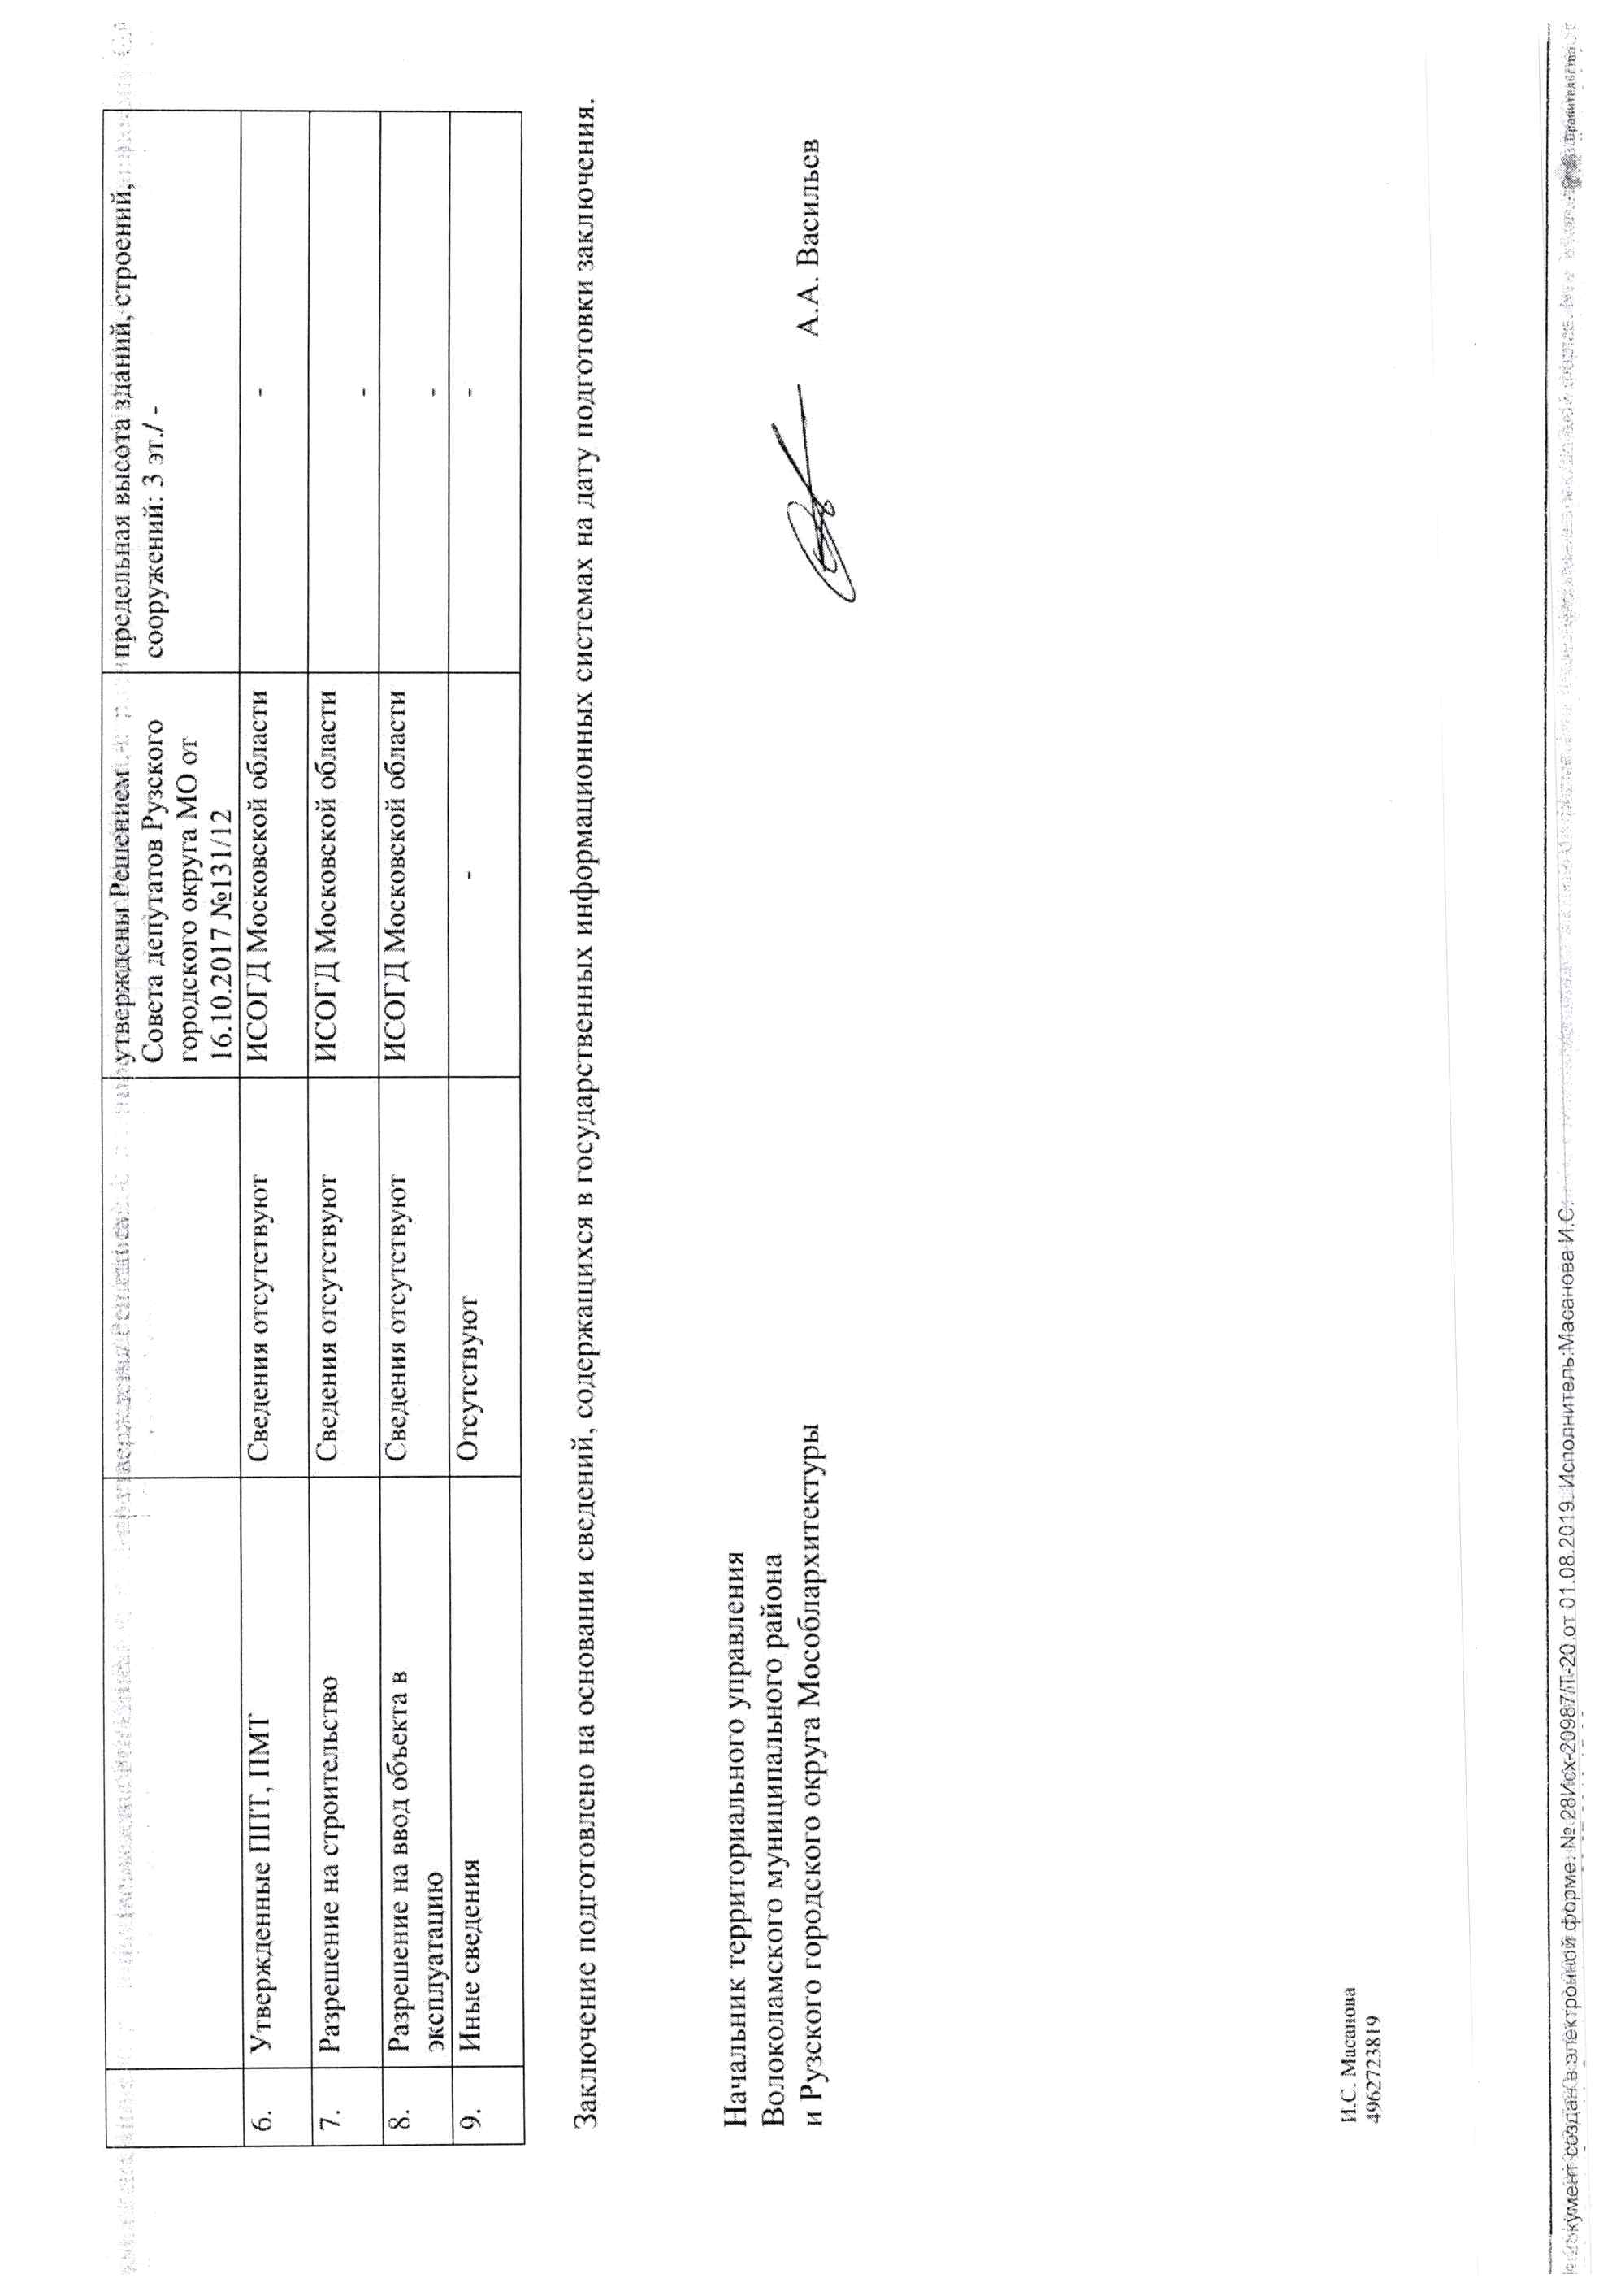 утверждены Решением
Совета депутатов Рузского
городского округа МО от
16.10.2017 №131/12
предельная высота зданий, строений,
сооружений: 3 эт./ -
6. Утвержденные ППТ, ПМТ Сведения отсутствуют ИСОГД Московской области -
7. Разрешение на строительство Сведения отсутствуют ИСОГД Московской области -
8. Разрешение на ввод объекта в
эксплуатацию
Сведения отсутствуют ИСОГД Московской области -
9. Иные сведения Отсутствуют - -
Заключение подготовлено на основании сведений, содержащихся в государственных информационных системах на дату подготовки заключения.
Начальник территориального управления
Волоколамского муниципального района
и Рузского городского округа Мособлархитектуры
А.А. Васильев
И.С. Масанова
4962723819
Документ создан в электронной форме. № 28Исх-20987/Т-20 от 01.08.2019. Исполнитель:Масанова И.С.
Правительство